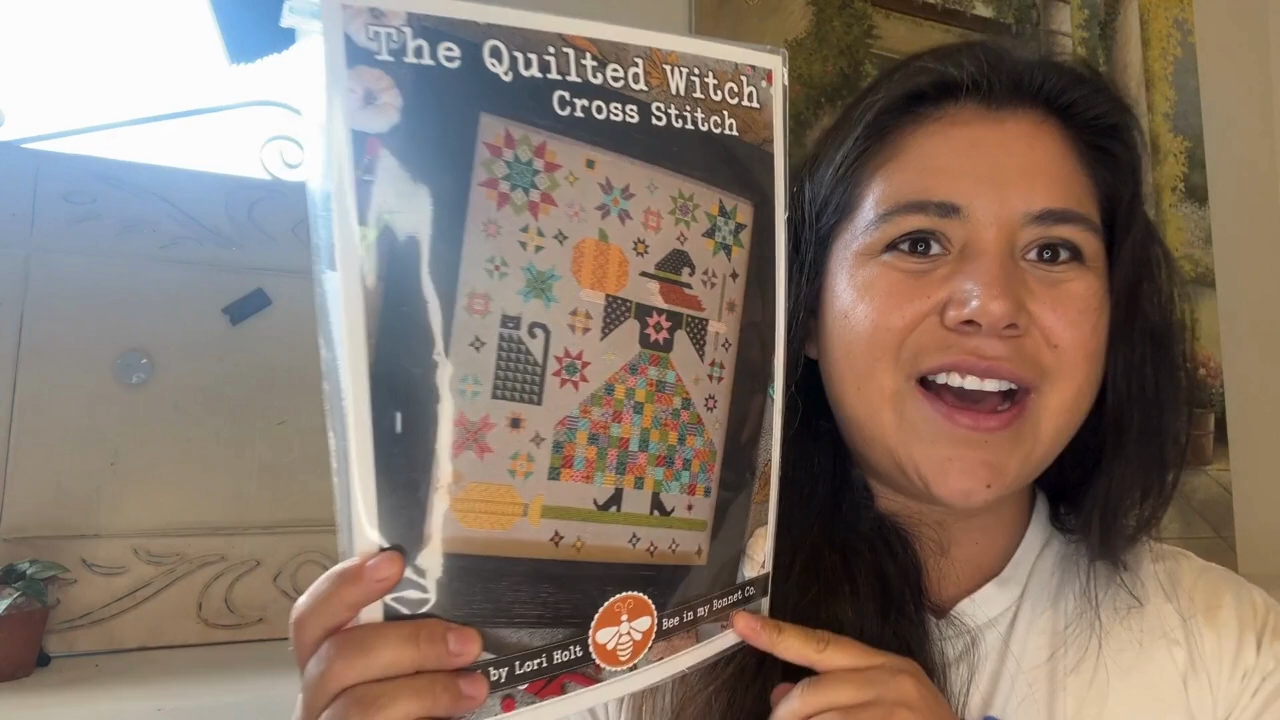 The Quilted Witch
Cross Stitch
by Lori Holt
Bee in my Bonnet Co.